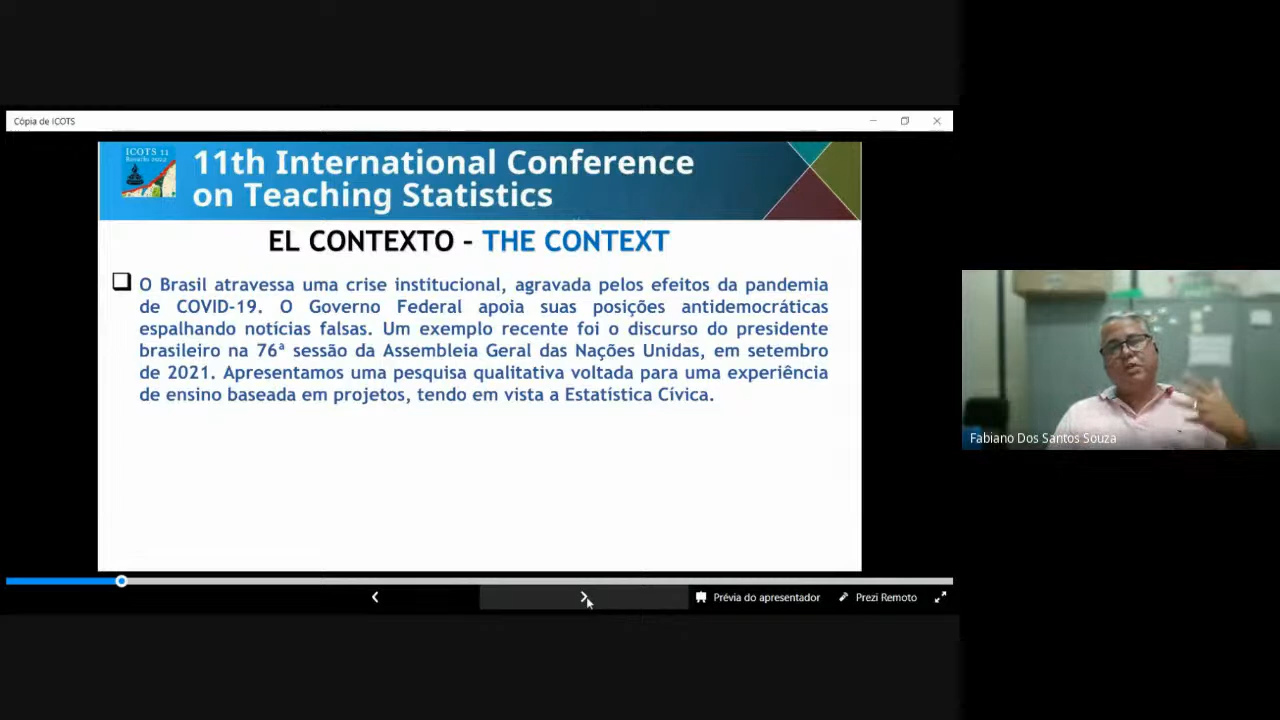 Cópia de ICOTS
ICOTS 11
Rosario 2022
11th International Conference
on Teaching Statistics
EL CONTEXTO - THE CONTEXT
O Brasil atravessa uma crise institucional, agravada pelos efeitos da pandemia
de COVID-19. O Governo Federal apoia suas posições antidemocráticas
espalhando notícias falsas. Um exemplo recente foi o discurso do presidente
brasileiro na 76ª sessão da Assembleia Geral das Nações Unidas, em setembro
de 2021. Apresentamos uma pesquisa qualitativa voltada para uma experiência
de ensino baseada em projetos, tendo em vista a Estatística Cívica.
Fabiano Dos Santos Souza
Prévia do apresentador
Prezi Remoto